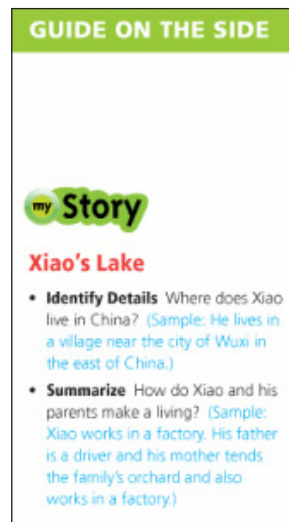 GUIDE ON THE SIDE
my Story
Xiao's Lake
• Identify Details Where does Xiao
live in China? (Sample: He lives in
a village near the city of Wuxi in
the east of China.)
• Summarize How do Xiao and his
parents make a living? (Sample:
Xiao works in a factory. His father
is a driver and his mother tends
the family's orchard and also
works in a factory.)